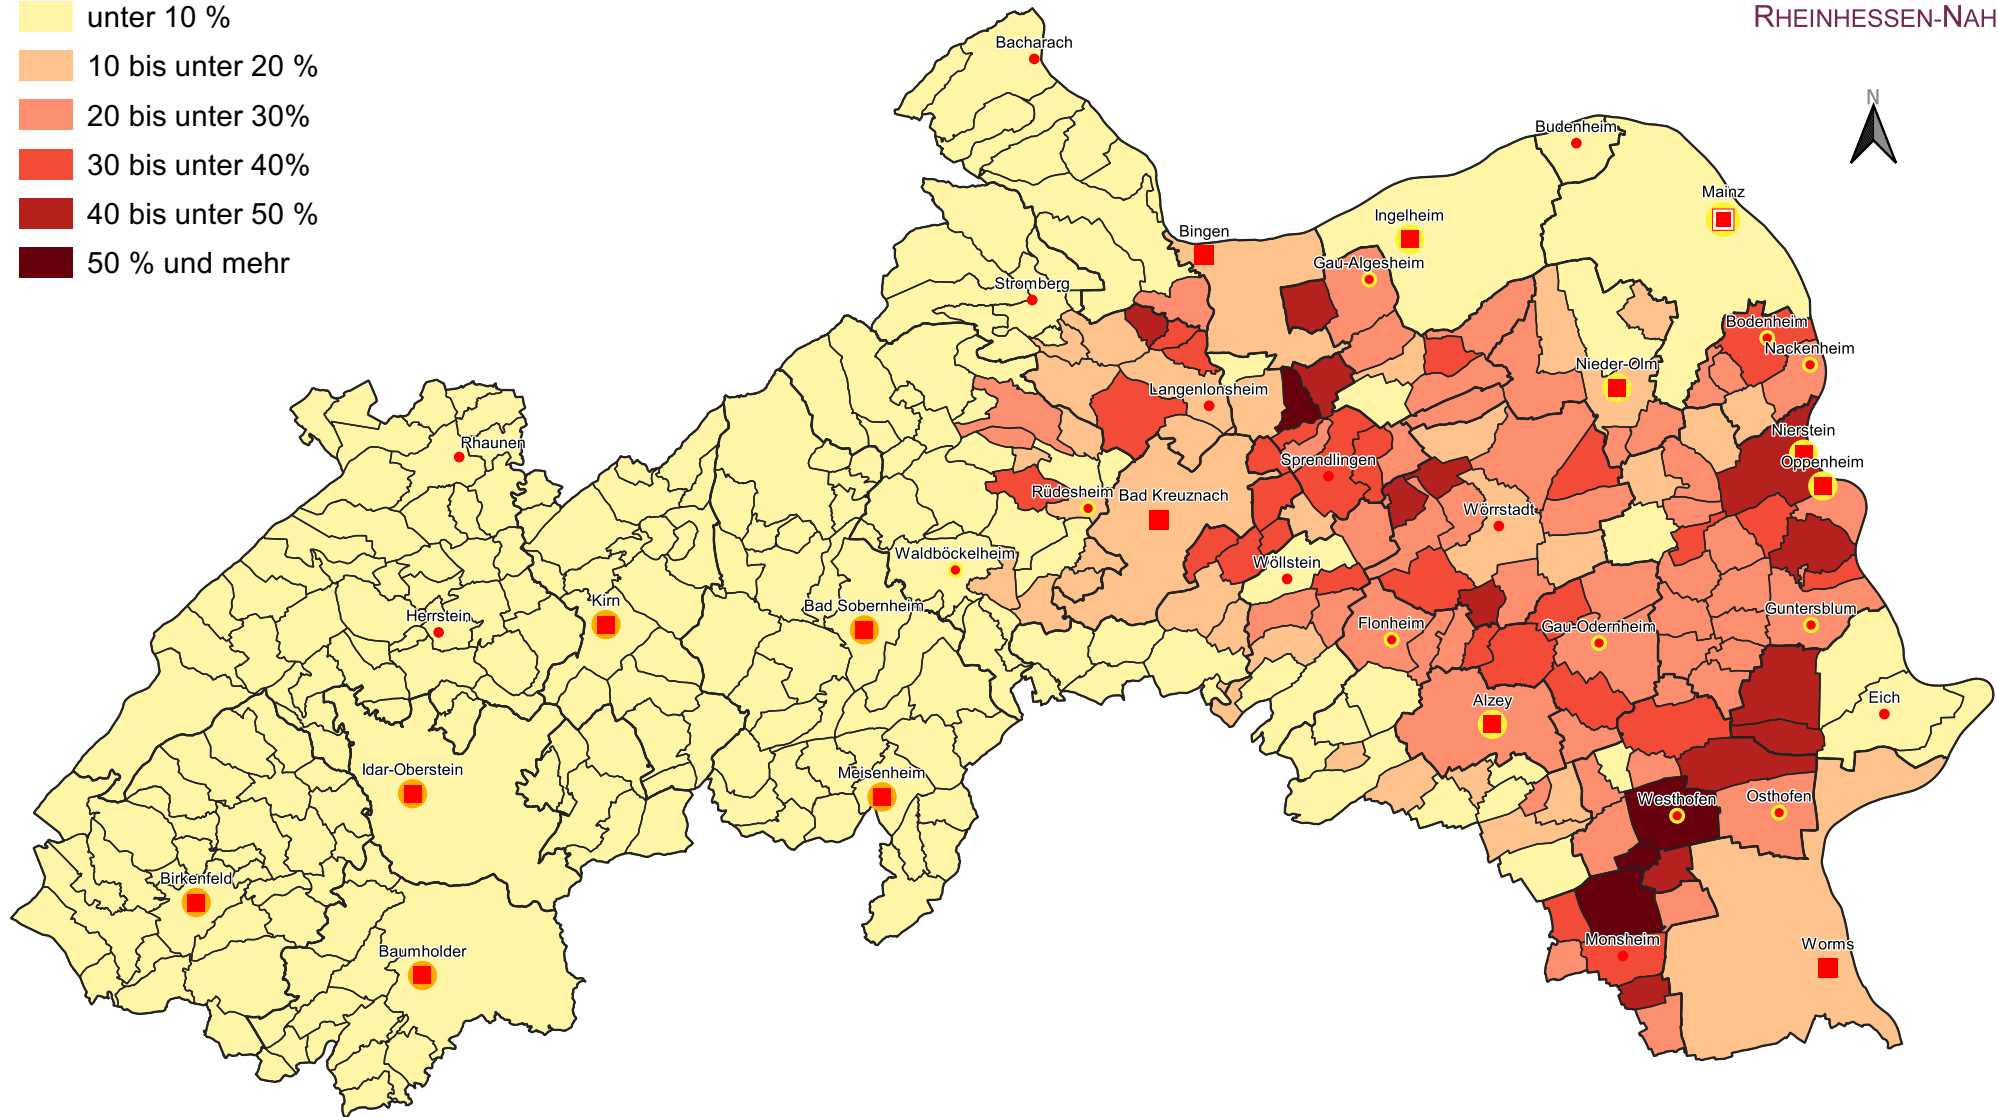 unter 10 %
RHEINHESSEN-NAH
10 bis unter 20 %
20 bis unter 30%
30 bis unter 40%
40 bis unter 50 %
50 % und mehr
N
Bacharach
Budenheim
Mainz
Ingelheim
Bingen
Gau-Algesheim
Stromberg
Bodenheim
Nackenheim
Nieder-Olm
Langenlonsheim
Nierstein
Rhaunen
Sprendlingen
Oppenheim
Rüdesheim
Bad Kreuznach
Wörrstadt
Waldböckelheim
Wöllstein
Kirn
Bad Sobernheim
Guntersblum
Herrstein
Flonheim
Gau-Odernheim
Eich
Alzey
Idar-Oberstein
Meisenheim
Westhofen
Osthofen
Birkenfeld
Monsheim
Worms
Baumholder